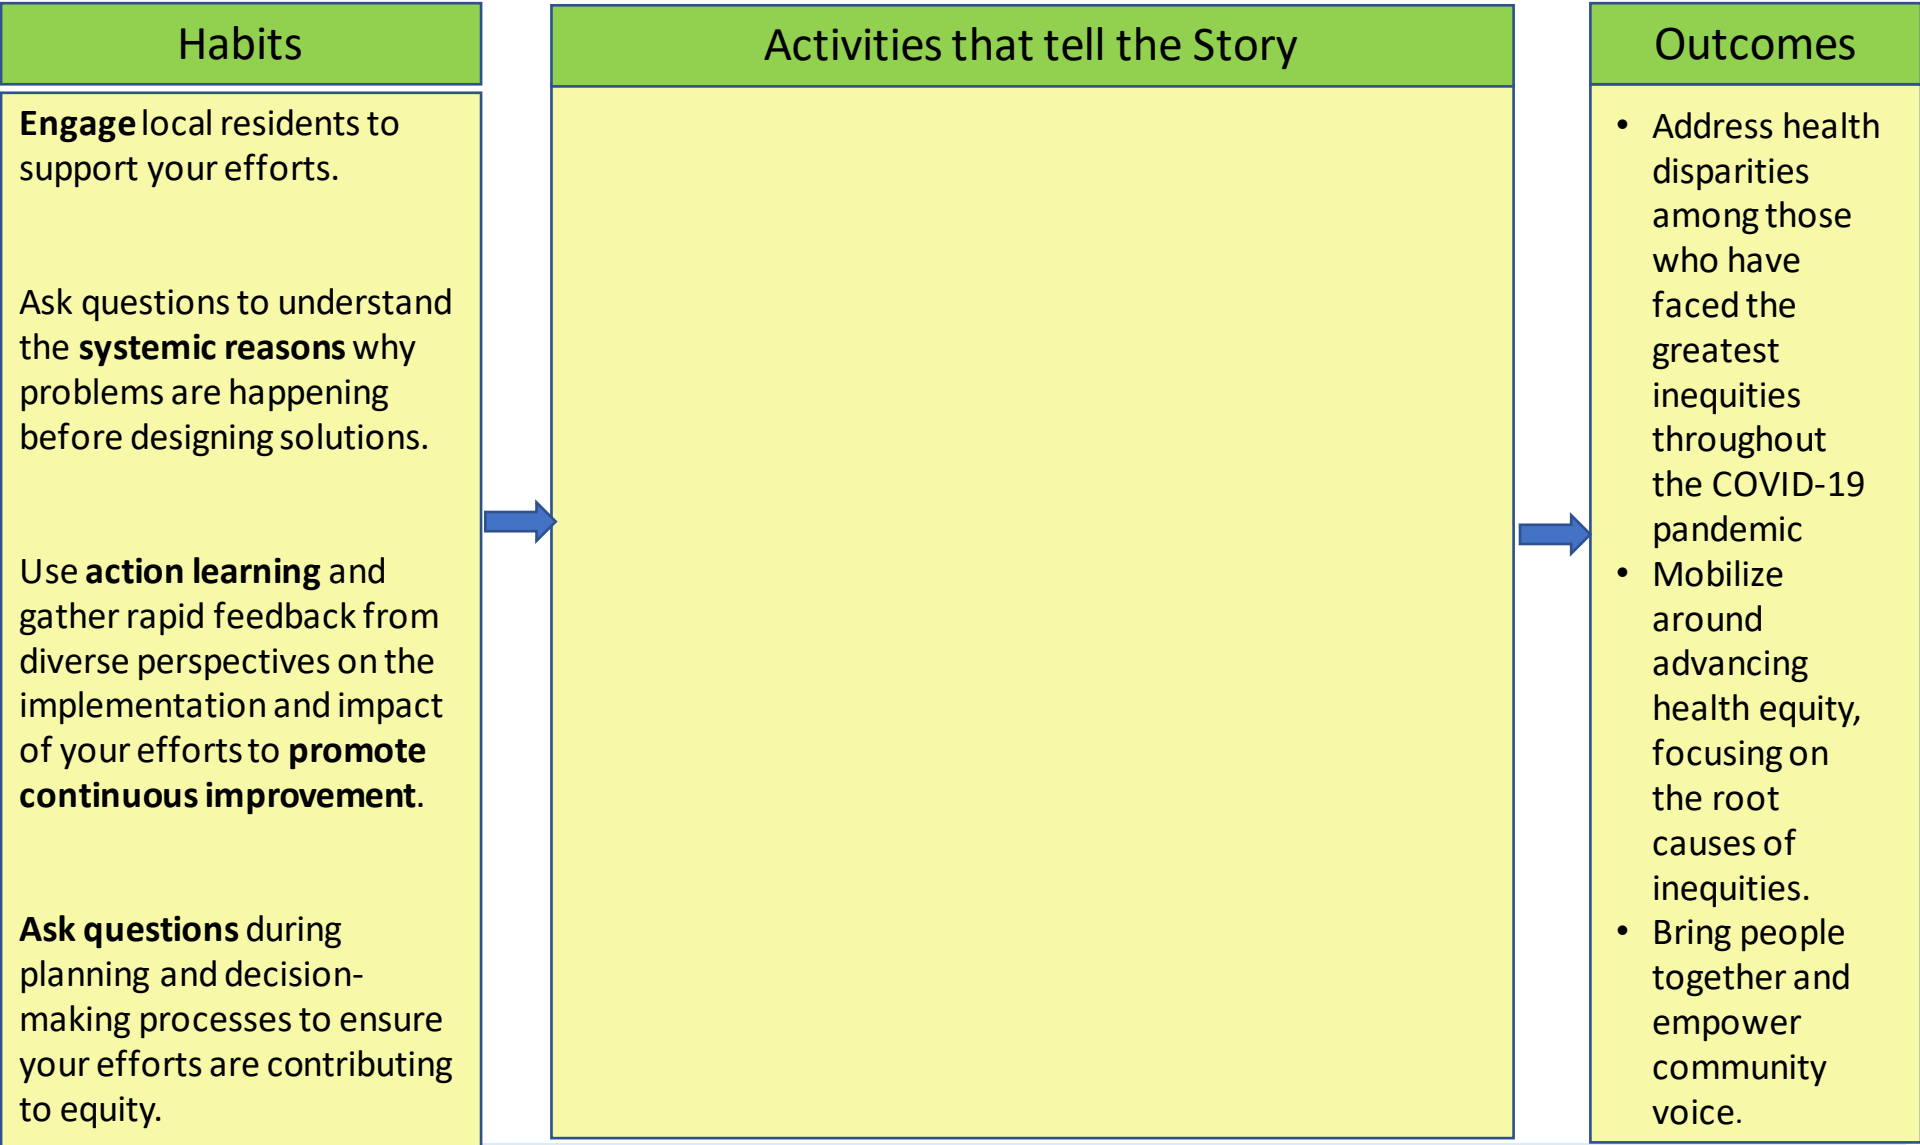 Habits
Engage local residents to
support your efforts.
Ask questions to understand
the systemic reasons why
problems are happening
before designing solutions.
Use action learning and
gather rapid feedback from
diverse perspectives on the
implementation and impact
of your efforts to promote
continuous improvement.
Ask questions during
planning and decision-
making processes to ensure
your efforts are contributing
to equity.
Activities that tell the Story
Outcomes
• Address health
disparities
among those
who have
faced the
greatest
inequities
throughout
the COVID-19
pandemic
• Mobilize
around
advancing
health equity,
focusing on
the root
causes of
inequities.
• Bring people
together and
empower
community
voice.